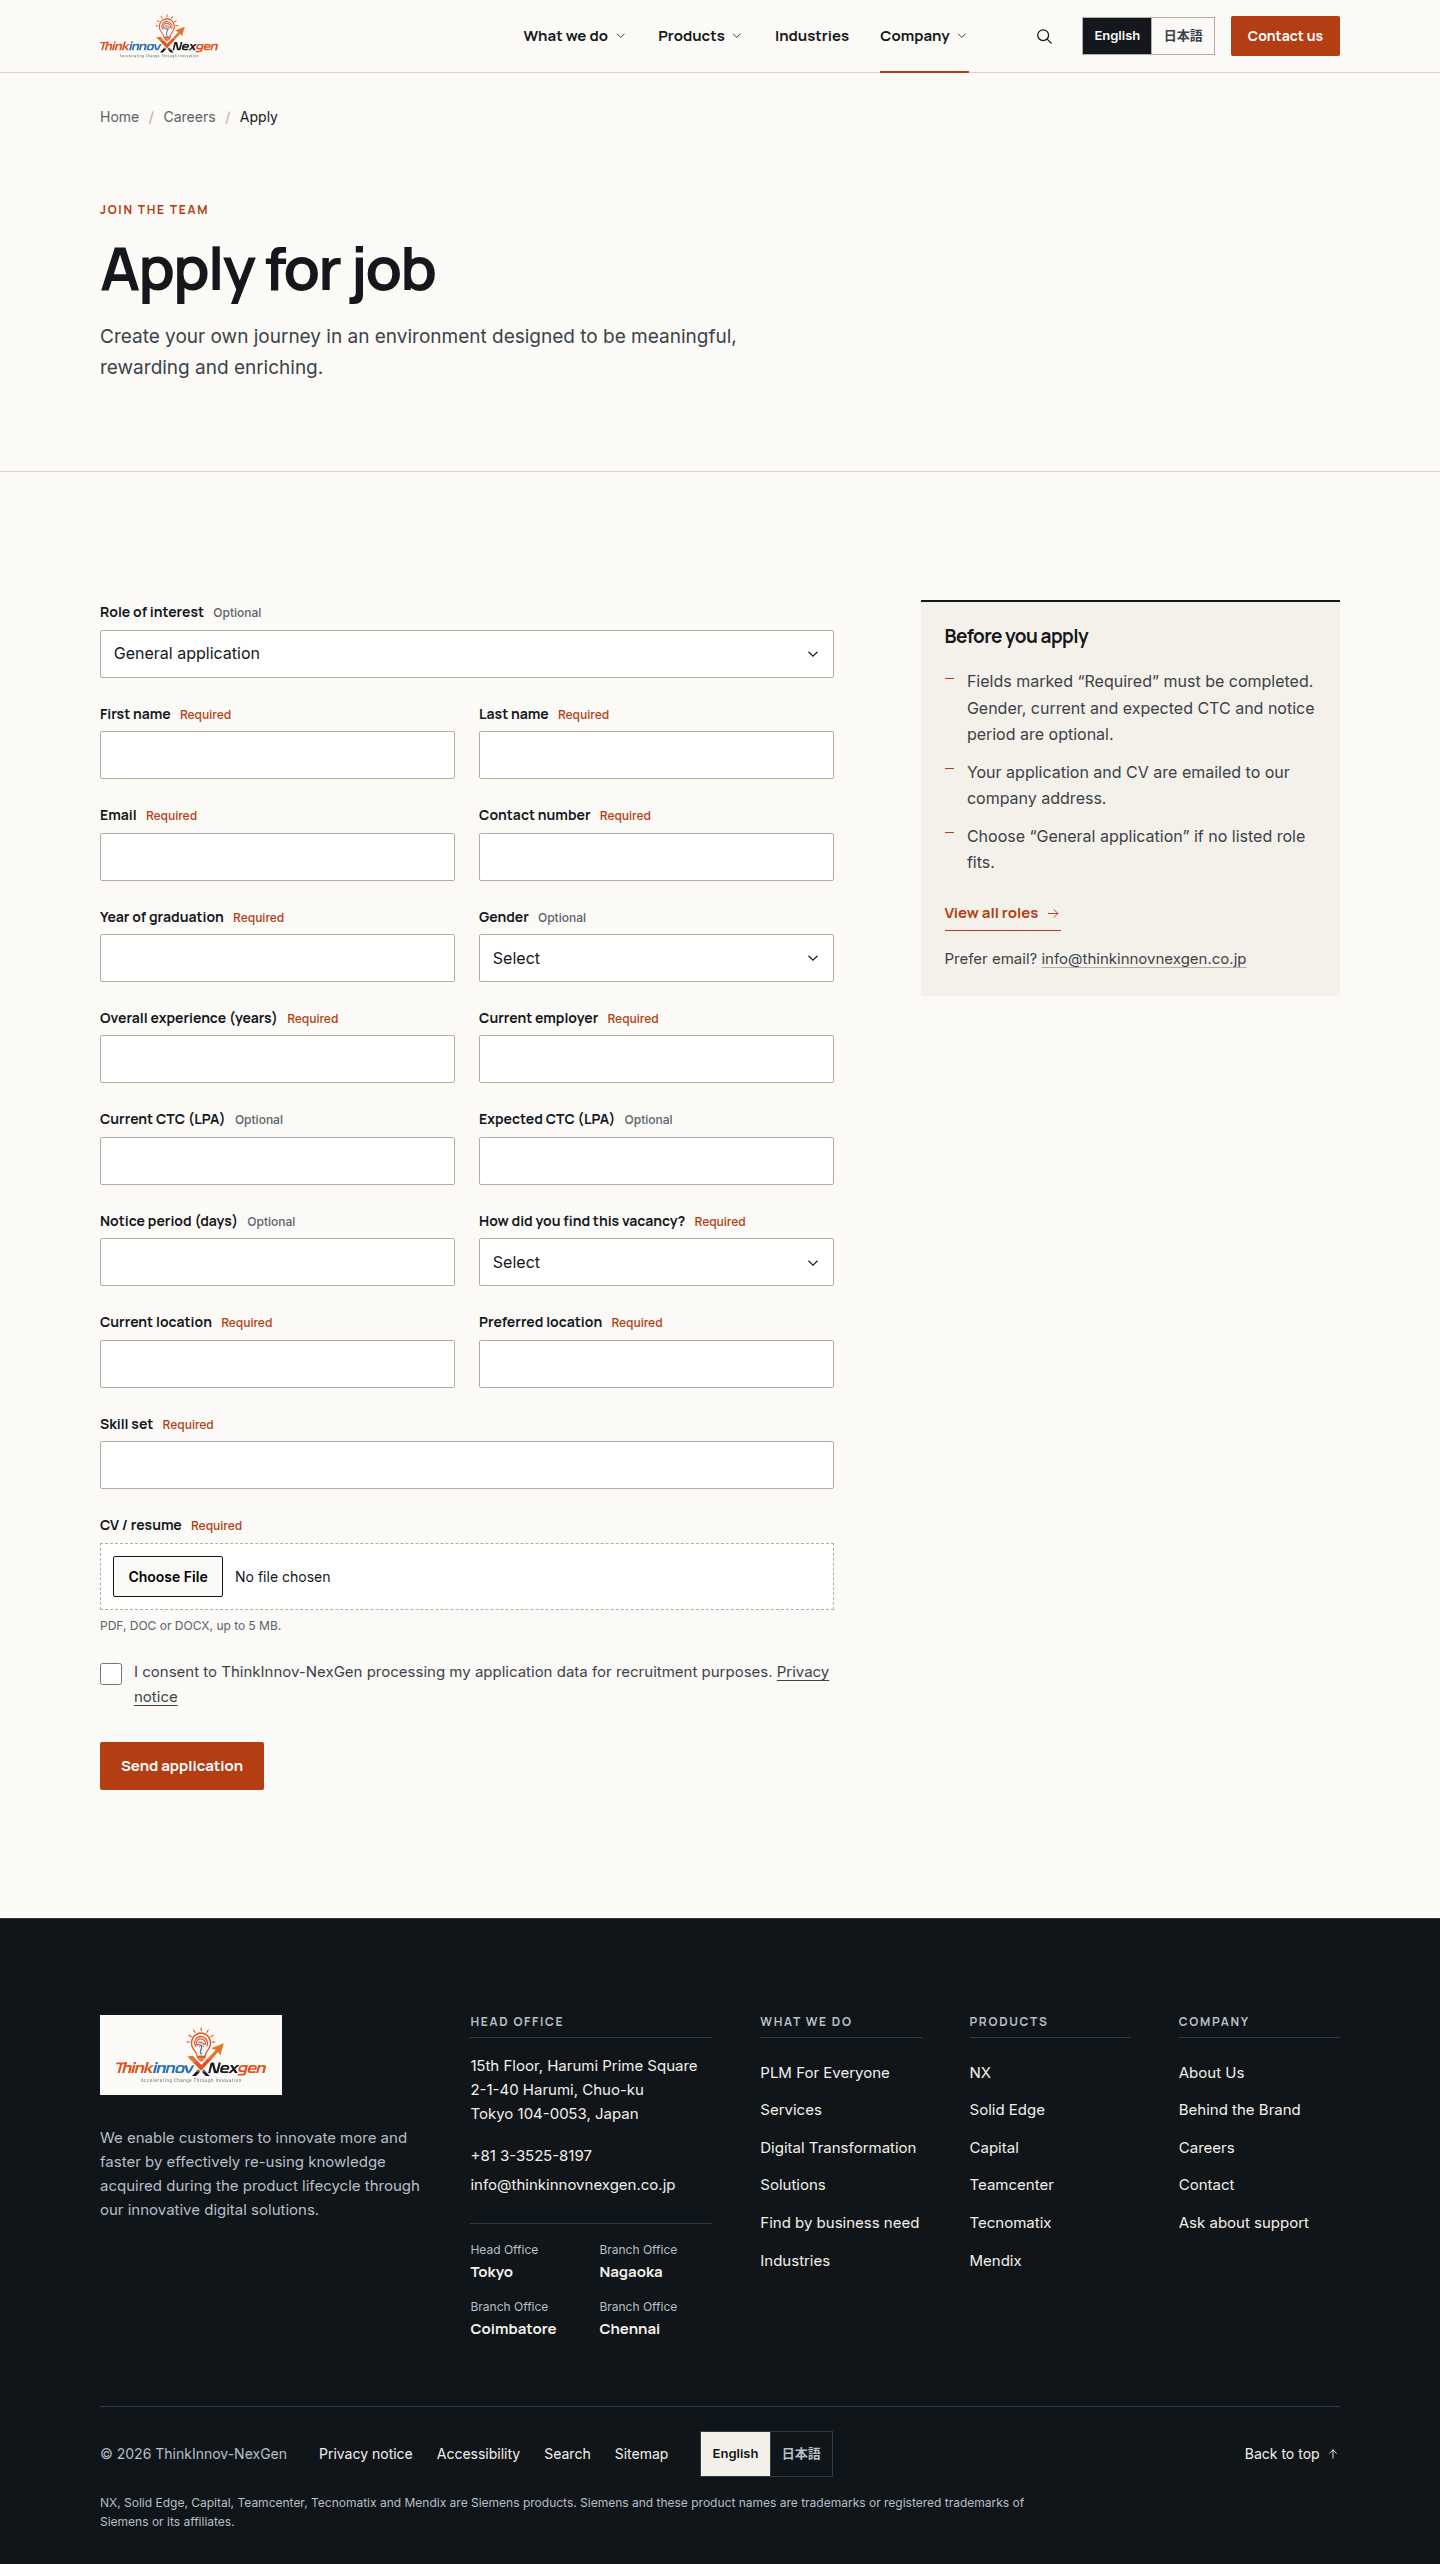 ThinkinnovXNexgen
Accelerating Change Through Innovation
What we do
Products
Industries
Company
English
日本語
Contact us
Home / Careers / Apply
JOIN THE TEAM
Apply for job
Create your own journey in an environment designed to be meaningful,
rewarding and enriching.
Role of interest Optional
General application
First name Required
Last name Required
Email Required
Contact number Required
Year of graduation Required
Gender Optional
Select
Overall experience (years) Required
Current employer Required
Current CTC (LPA) Optional
Expected CTC (LPA) Optional
Notice period (days) Optional
How did you find this vacancy? Required
Select
Current location Required
Preferred location Required
Skill set Required
CV / resume Required
Choose File No file chosen
PDF, DOC or DOCX, up to 5 MB.
I consent to ThinkInnov-NexGen processing my application data for recruitment purposes. Privacy
notice
Send application
Before you apply
Fields marked “Required” must be completed.
Gender, current and expected CTC and notice
period are optional.
Your application and CV are emailed to our
company address.
Choose “General application” if no listed role
fits.
View all roles →
Prefer email? info@thinkinnovnexgen.co.jp
ThinkinnovXNexgen
Accelerating Change Through Innovation
We enable customers to innovate more and
faster by effectively re-using knowledge
acquired during the product lifecycle through
our innovative digital solutions.
HEAD OFFICE
15th Floor, Harumi Prime Square
2-1-40 Harumi, Chuo-ku
Tokyo 104-0053, Japan
+81 3-3525-8197
info@thinkinnovnexgen.co.jp
Head Office
Tokyo
Branch Office
Nagaoka
Branch Office
Coimbatore
Branch Office
Chennai
WHAT WE DO
PLM For Everyone
Services
Digital Transformation
Solutions
Find by business need
Industries
PRODUCTS
NX
Solid Edge
Capital
Teamcenter
Tecnomatix
Mendix
COMPANY
About Us
Behind the Brand
Careers
Contact
Ask about support
© 2026 ThinkInnov-NexGen
Privacy notice
Accessibility
Search
Sitemap
English
日本語
Back to top ↑
NX, Solid Edge, Capital, Teamcenter, Tecnomatix and Mendix are Siemens products. Siemens and these product names are trademarks or registered trademarks of
Siemens or its affiliates.